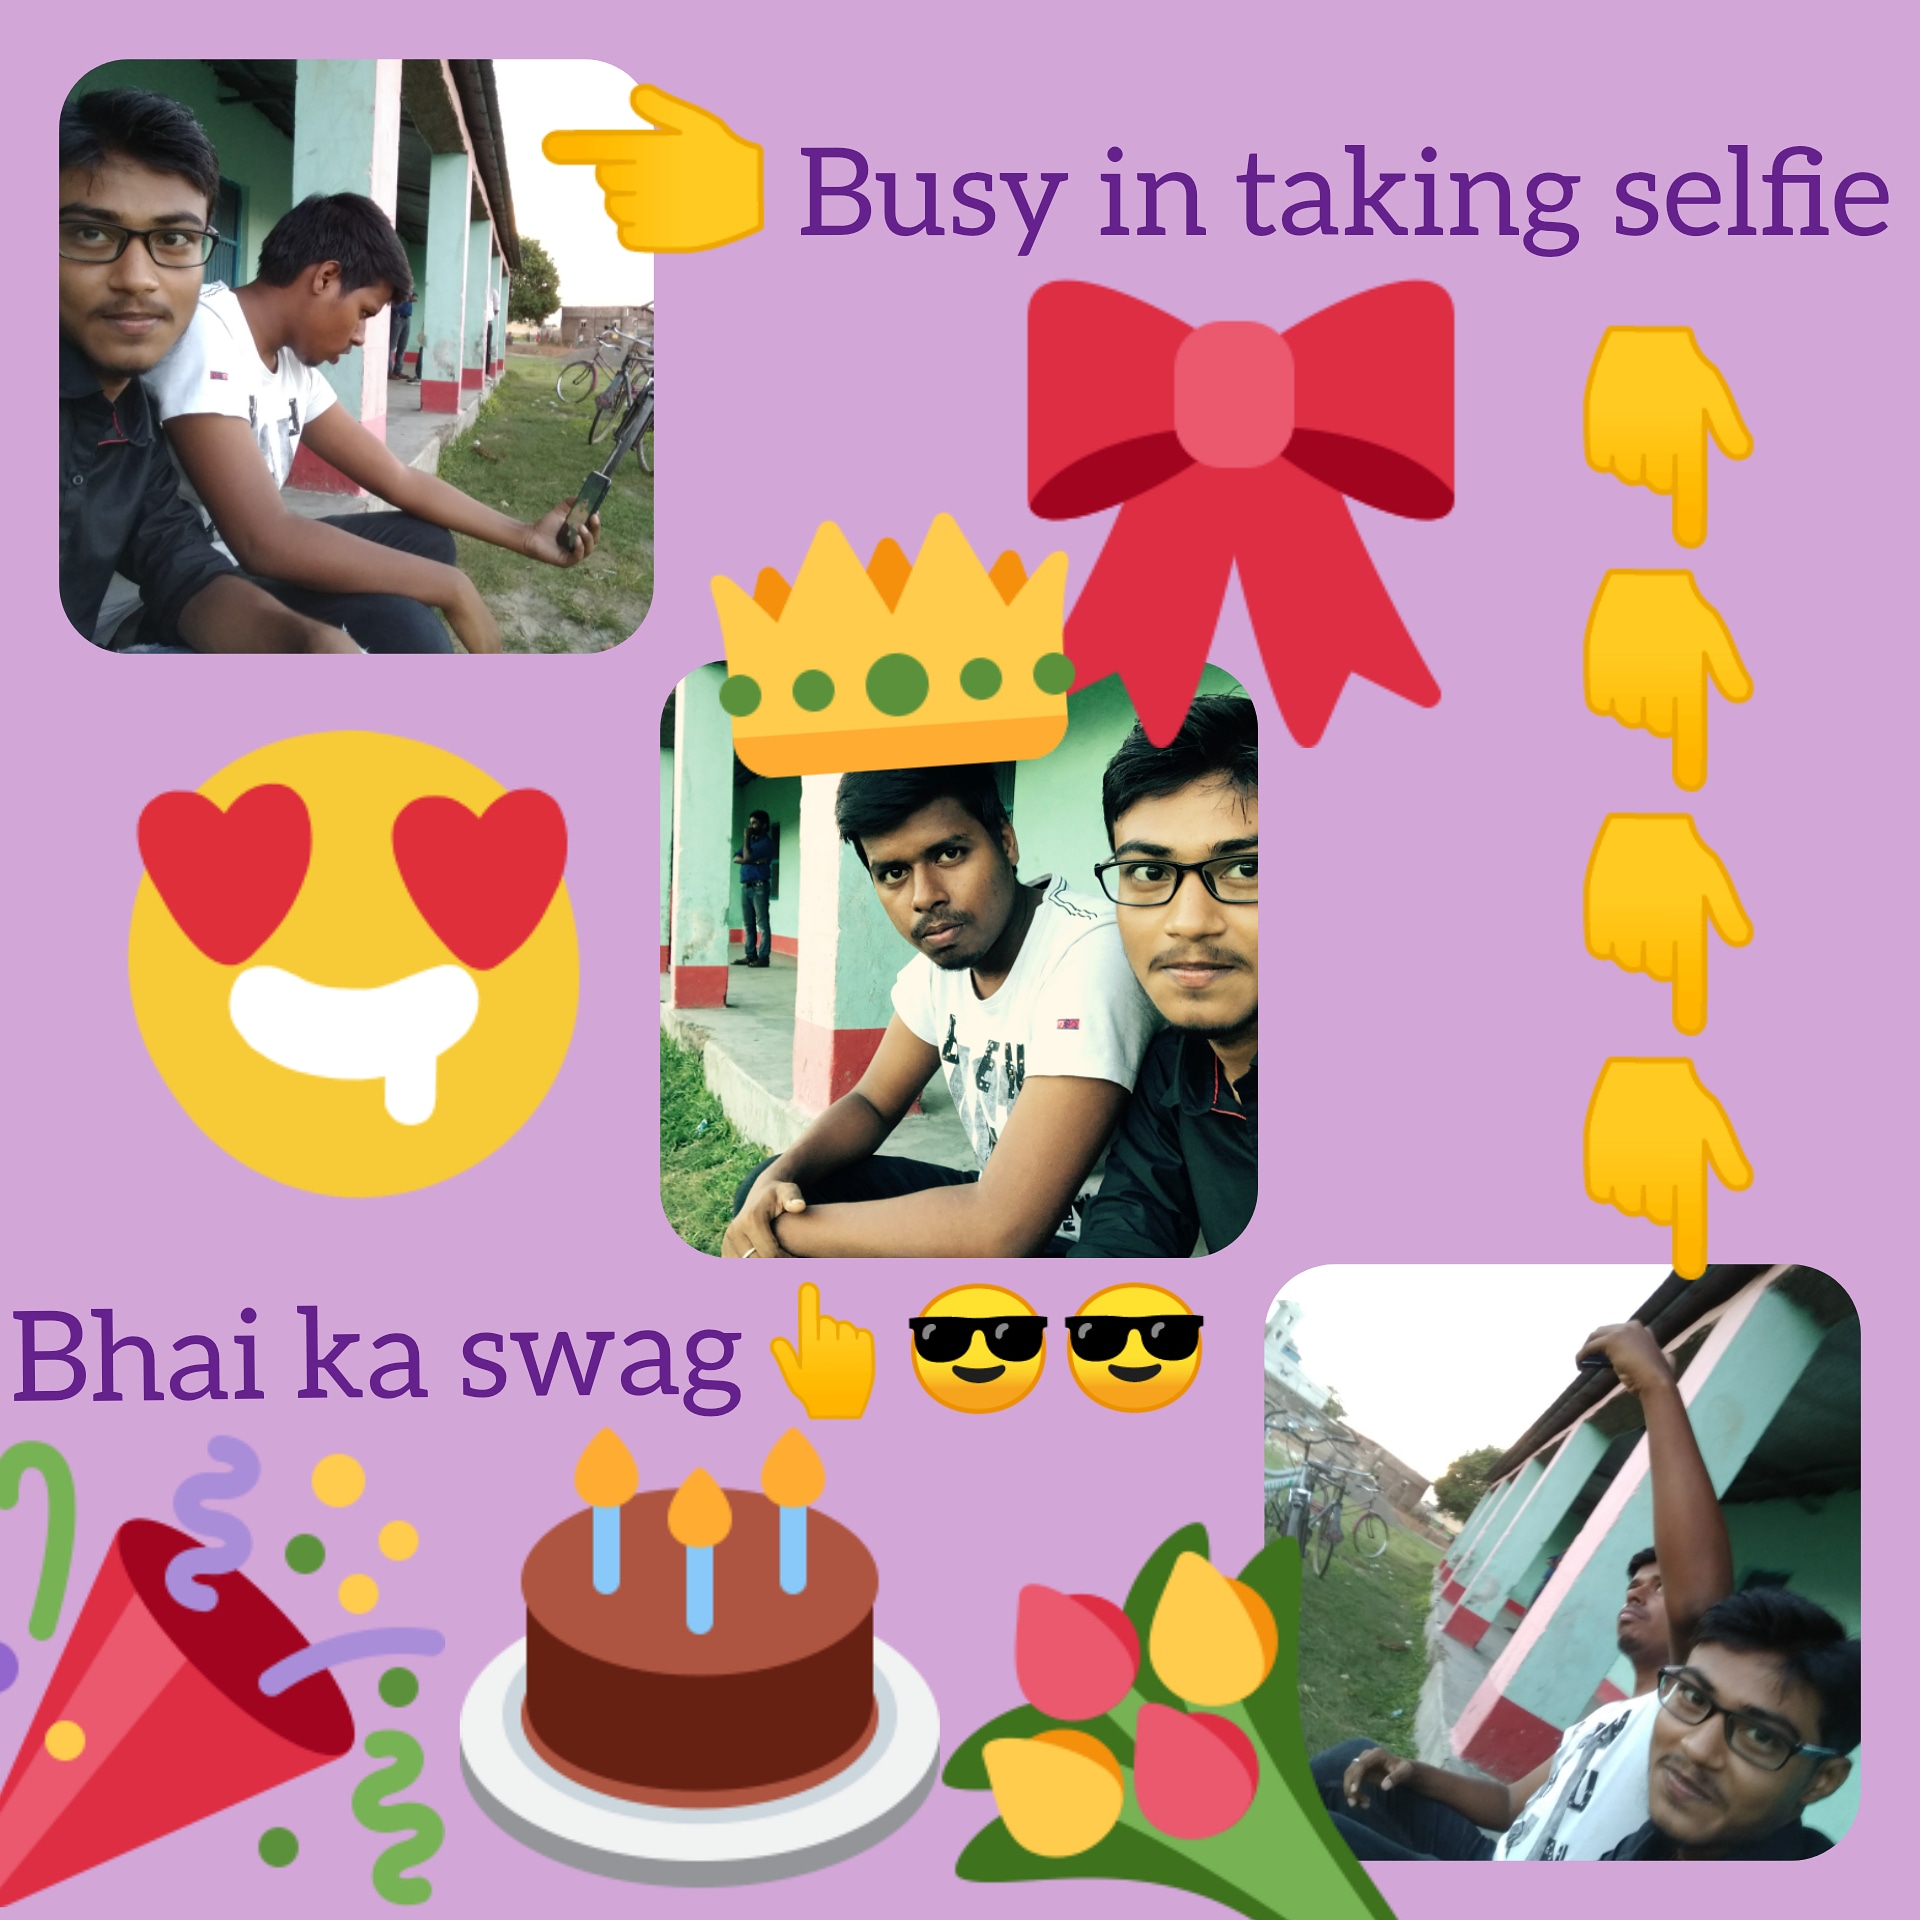 Busy in taking selfie
Bhai ka swag 👆😎😎